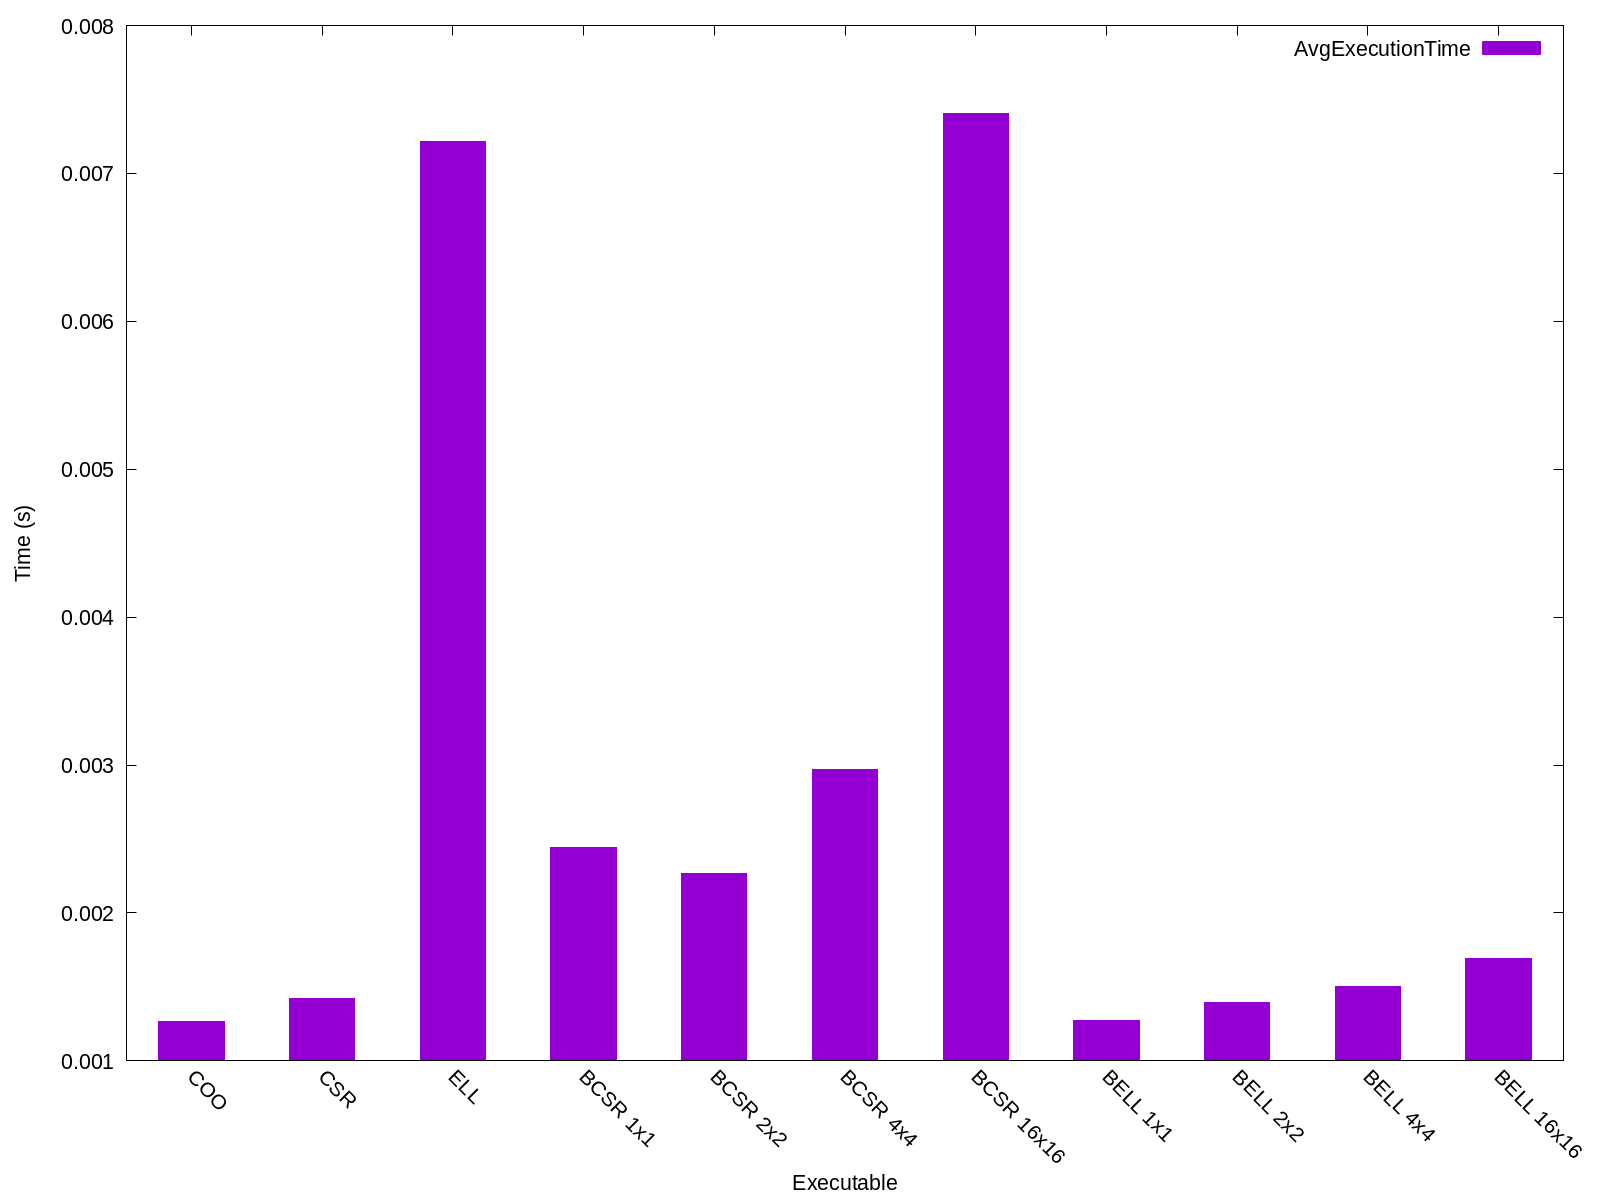 0.008
0.007
0.006
0.005
0.004
0.003
0.002
0.001
Time (s)
AvgExecutionTime
COO
CSR
ELL
BCSR 1x1
BCSR 2x2
BCSR 4x4
BCSR 16x16
BELL 1x1
BELL 2x2
BELL 4x4
BELL 16x16
Executable